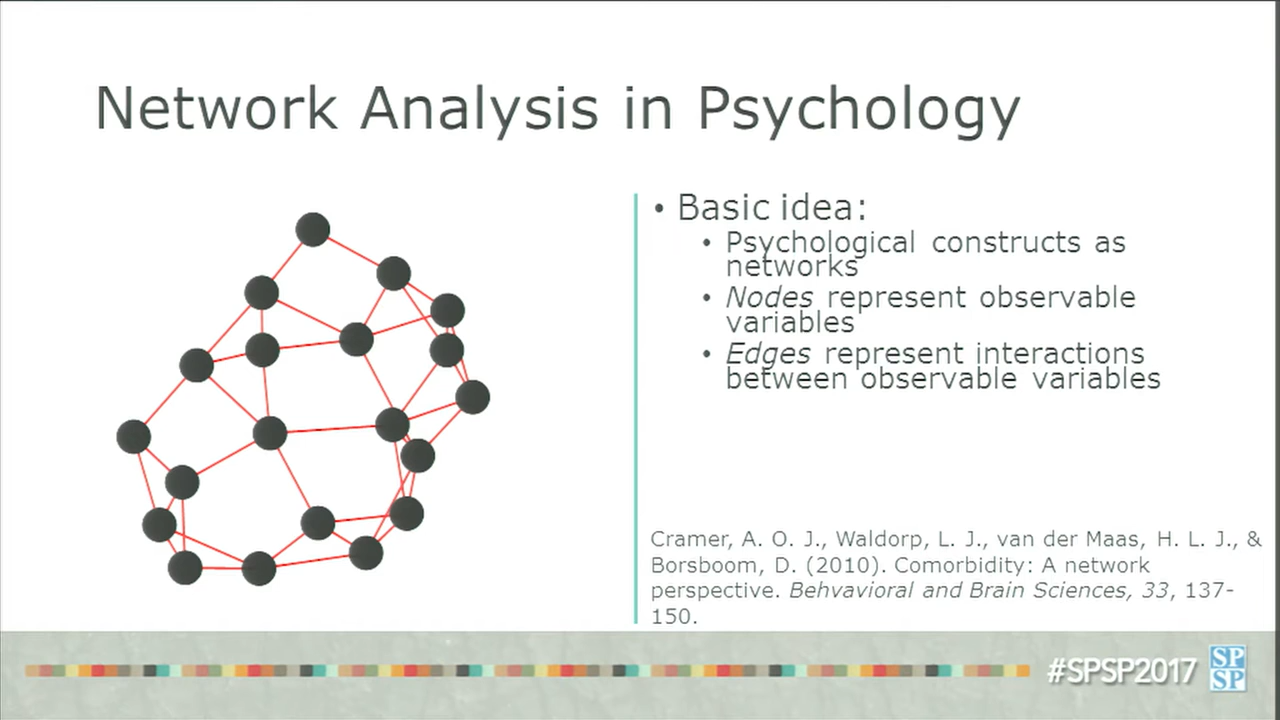 Network Analysis in Psychology
• Basic idea:
• Psychological constructs as
networks
• Nodes represent observable
variables
• Edges represent interactions
between observable variables
Cramer, A. O. J., Waldorp, L. J., van der Maas, H. L. J., &
Borsboom, D. (2010). Comorbidity: A network
perspective. Behvavioral and Brain Sciences, 33, 137-
150.
#SPSP2017
SP
SP